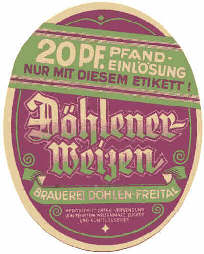 20 PF. PFAND-
EINLÖSUNG
NUR MIT DIESEM ETIKETT!
Döhlener-
Weizen
BRAUEREI DÖHLEN-FREITAL